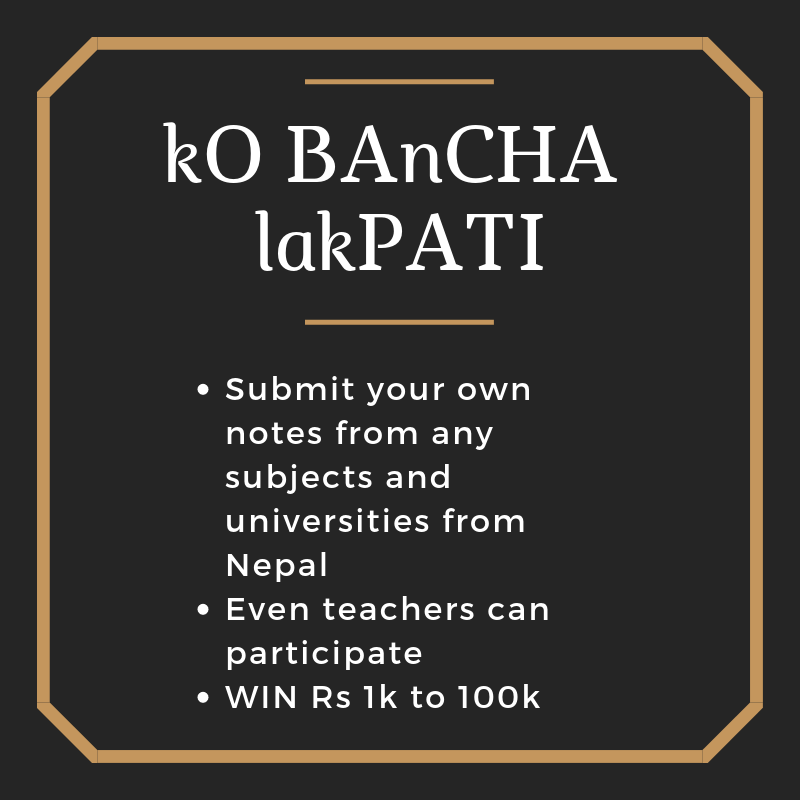 kO BAnCHA
lakPATI
• Submit your own
notes from any
subjects and
universities from
Nepal
• Even teachers can
participate
• WIN Rs 1k to 100k